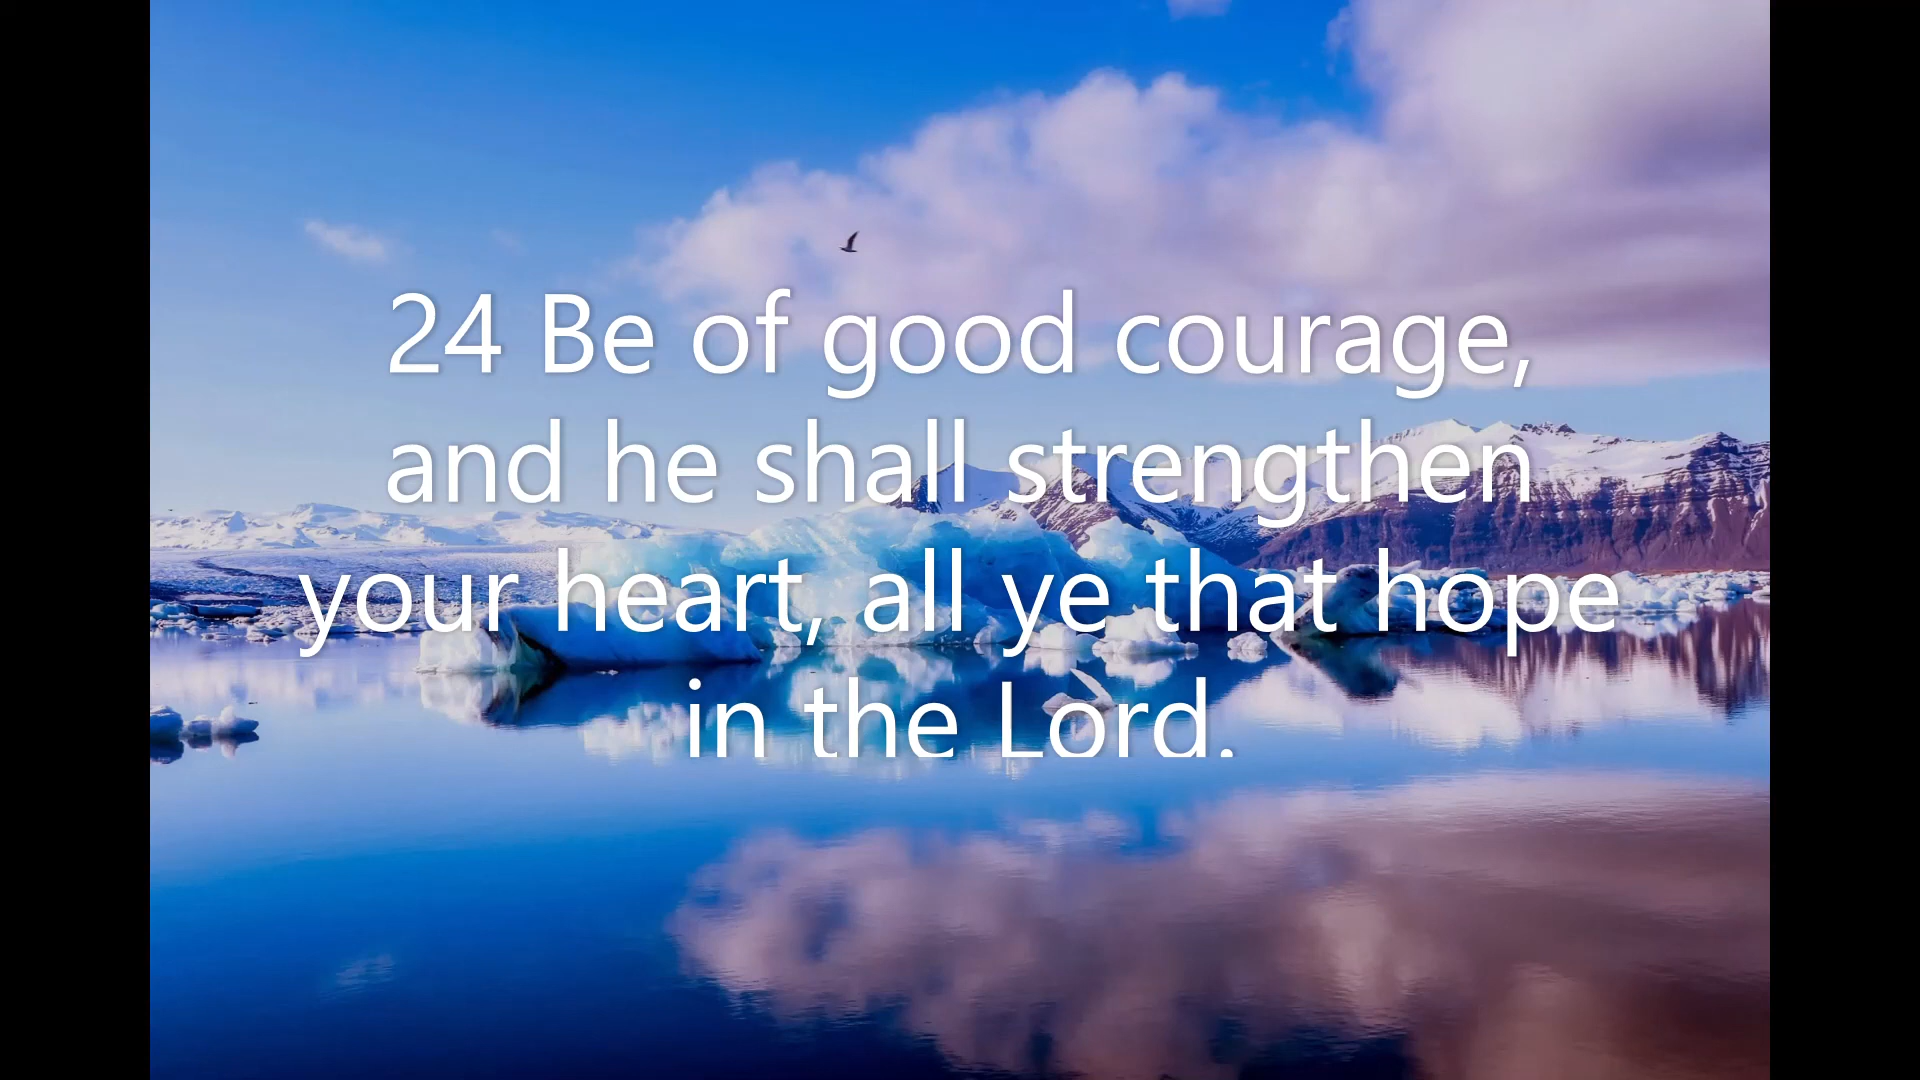 24 Be of good courage,
and he shall strengthen
your heart, all ye that hope
in the Lord.